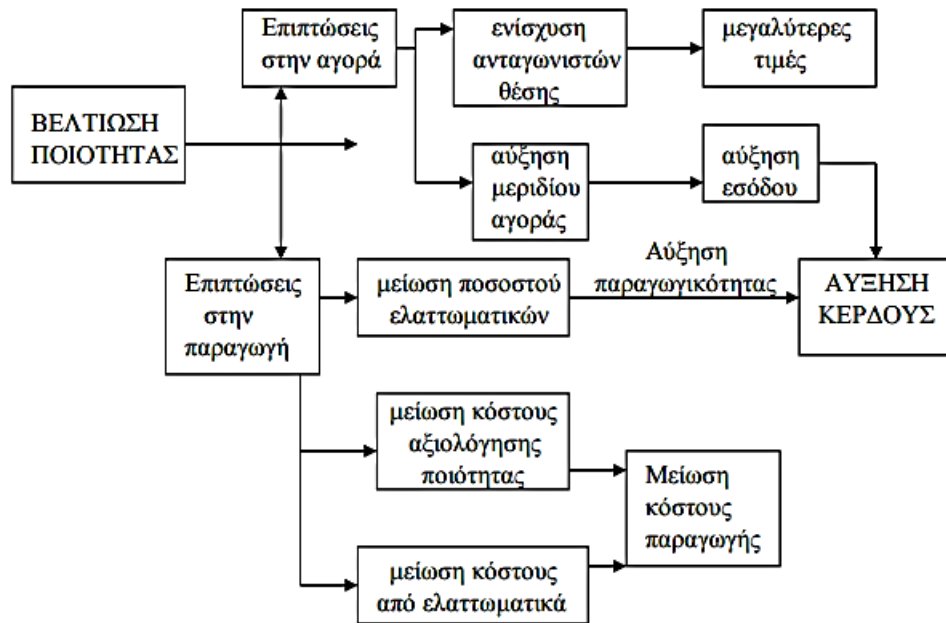 Επιπτώσεις
στην αγορά
ενίσχυση
ανταγωνιστών
θέσης
μεγαλύτερες
τιμές
ΒΕΛΤΙΩΣΗ
ΠΟΙΟΤΗΤΑΣ
αύξηση
μεριδίου
αγοράς
αύξηση
εσόδου
Επιπτώσεις
στην
παραγωγή
μείωση ποσοστού
ελαττωματικών
Αύξηση
παραγωγικότητας
ΑΥΞΗΣΗ
ΚΕΡΔΟΥΣ
μείωση κόστους
αξιολόγησης
ποιότητας
Μείωση
κόστους
παραγωγής
μείωση κόστους
από ελαττωματικά